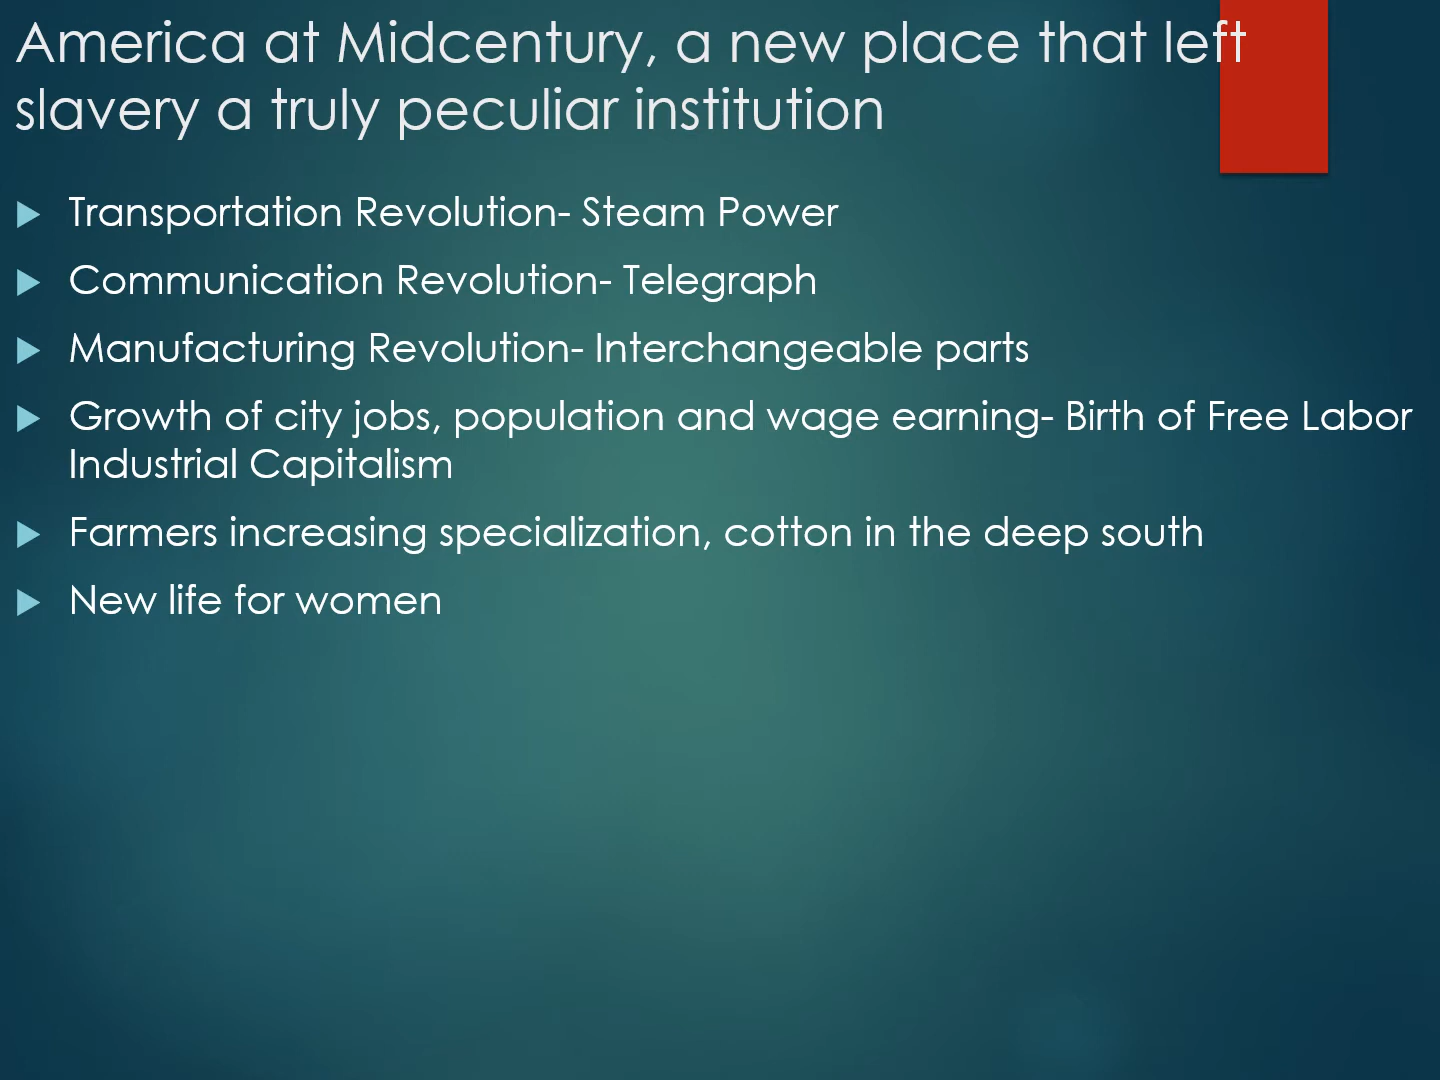 America at Midcentury, a new place that left
slavery a truly peculiar institution
Transportation Revolution- Steam Power
Communication Revolution- Telegraph
Manufacturing Revolution- Interchangeable parts
Growth of city jobs, population and wage earning- Birth of Free Labor
Industrial Capitalism
Farmers increasing specialization, cotton in the deep south
New life for women